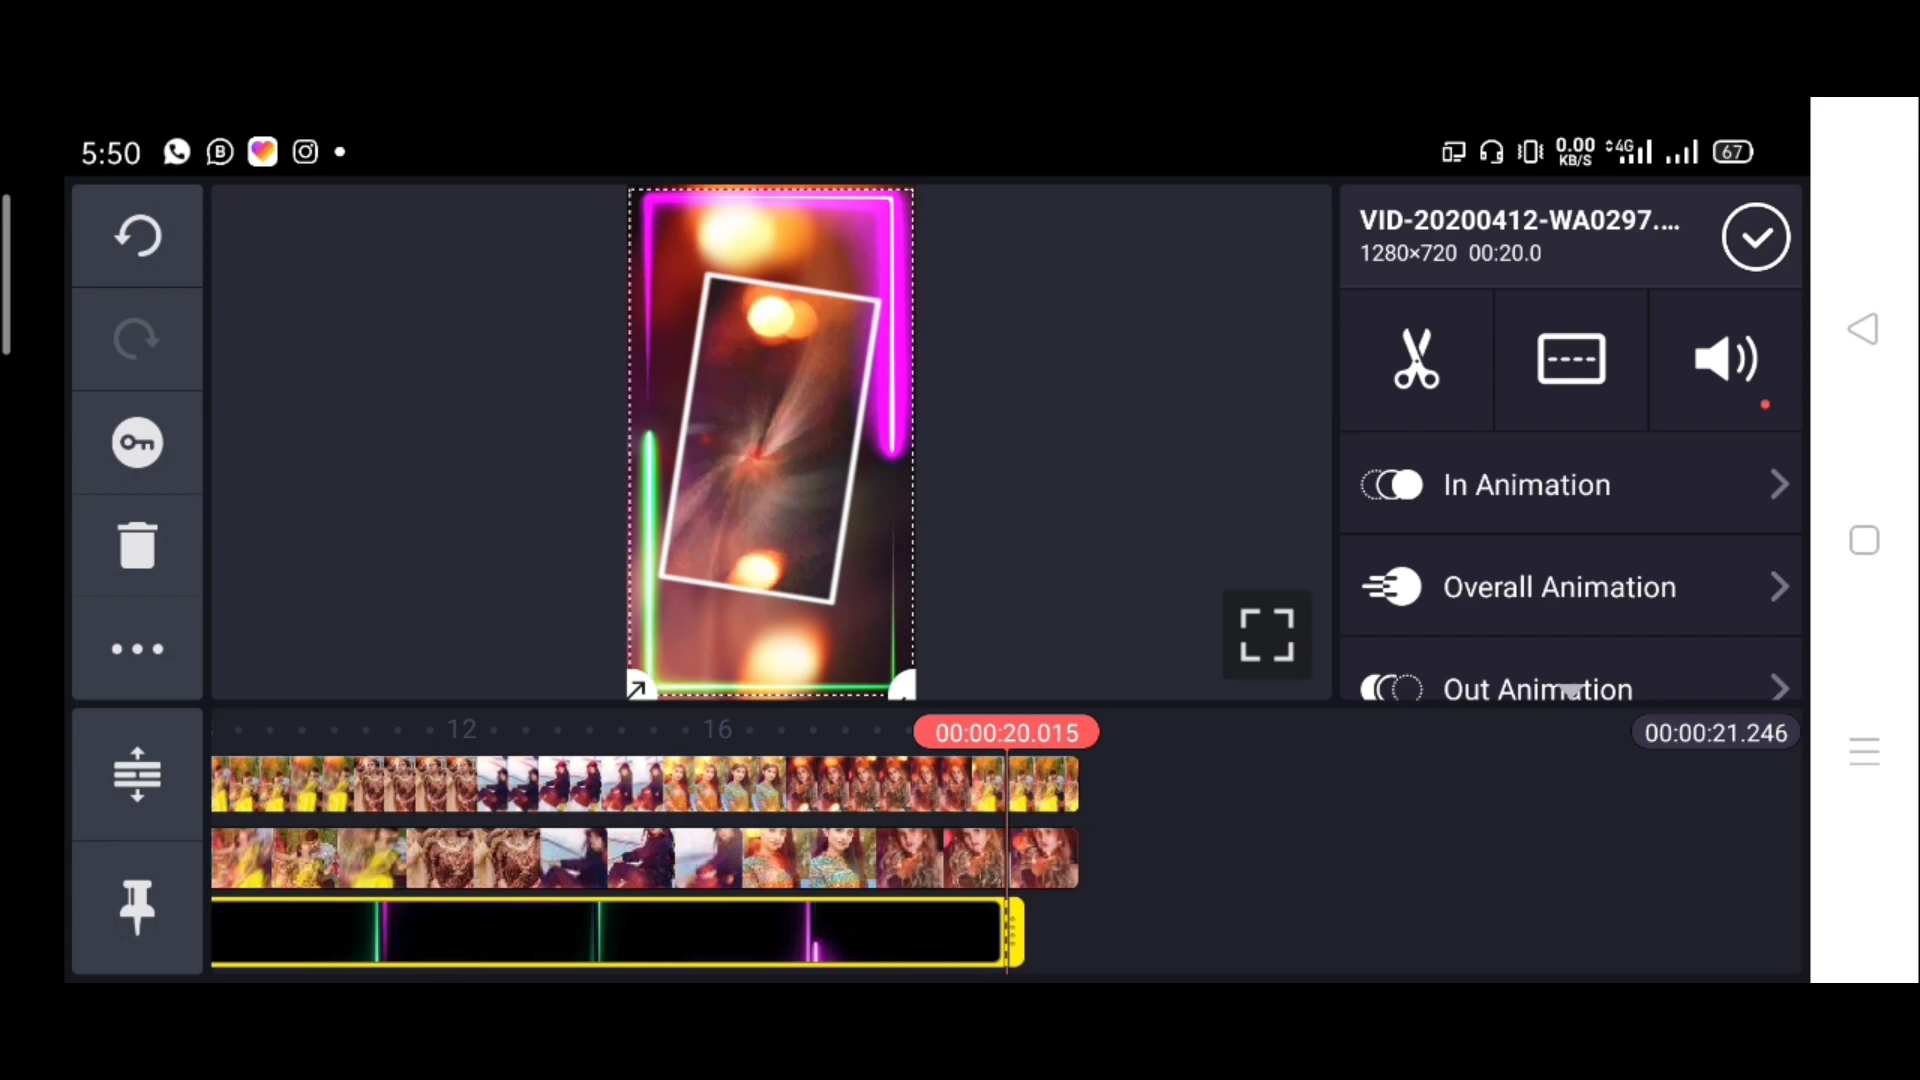 5:50
0.00
KB/S
4G
67
VID-20200412-WA0297....
1280×720 00:20.0
In Animation
Overall Animation
Out Animation
12
16
00:00:20.015
00:00:21.246